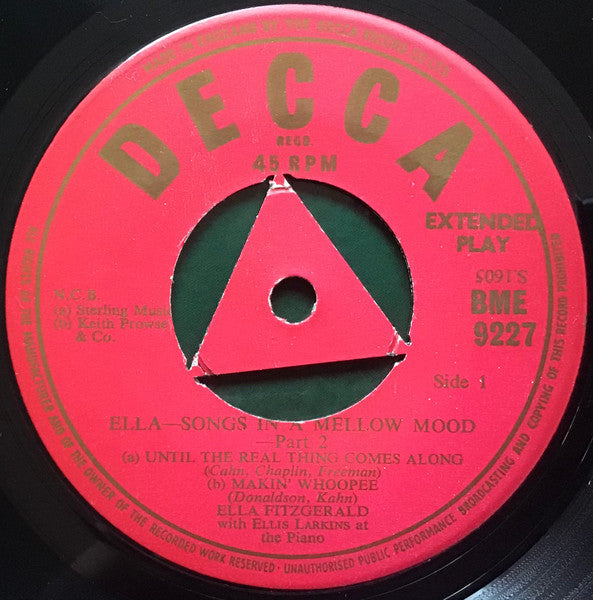 MADE IN ENGLAND BY THE DECCA RECORD CO LTD
DECCA
REGD.
45 RPM
EXTENDED
PLAY
S.1605
BME
9227
N.C.B.
(a) Sterling Music
(b) Keith Prowse
& Co.
Side 1
ELLA—SONGS IN A MELLOW MOOD
—Part 2
(a) UNTIL THE REAL THING COMES ALONG
(Cahn, Chaplin, Freeman)
(b) MAKIN' WHOOPEE
(Donaldson, Kahn)
ELLA FITZGERALD
with ELLIS LARKINS at
the Piano
ALL RIGHTS OF THE MANUFACTURER AND OF THE OWNER OF THE RECORDED WORK RESERVED · UNAUTHORISED PUBLIC PERFORMANCE BROADCASTING AND COPYING OF THIS RECORD PROHIBITED